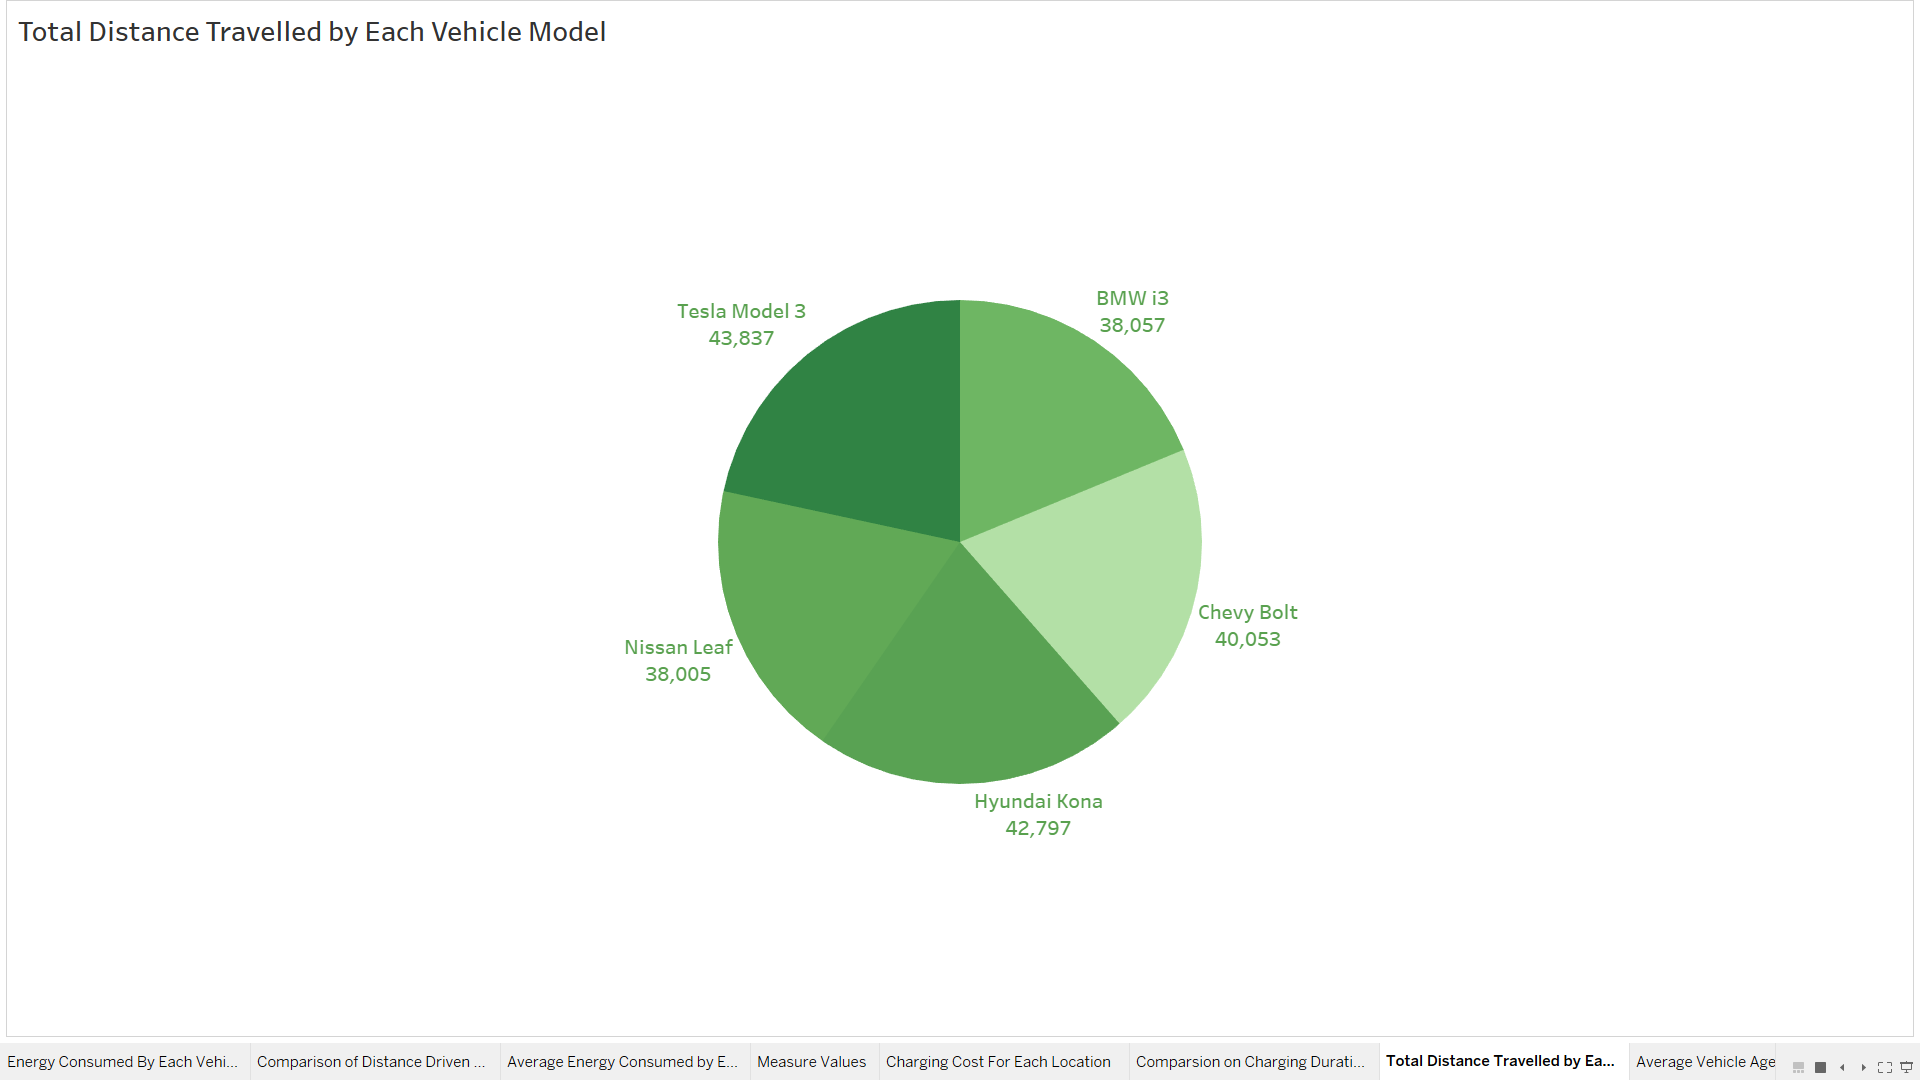 Total Distance Travelled by Each Vehicle Model
Tesla Model 3
43,837
BMW i3
38,057
Chevy Bolt
40,053
Nissan Leaf
38,005
Hyundai Kona
42,797
Energy Consumed By Each Vehi...
Comparison of Distance Driven ...
Average Energy Consumed by E...
Measure Values
Charging Cost For Each Location
Comparsion on Charging Durati...
Total Distance Travelled by Ea...
Average Vehicle Age